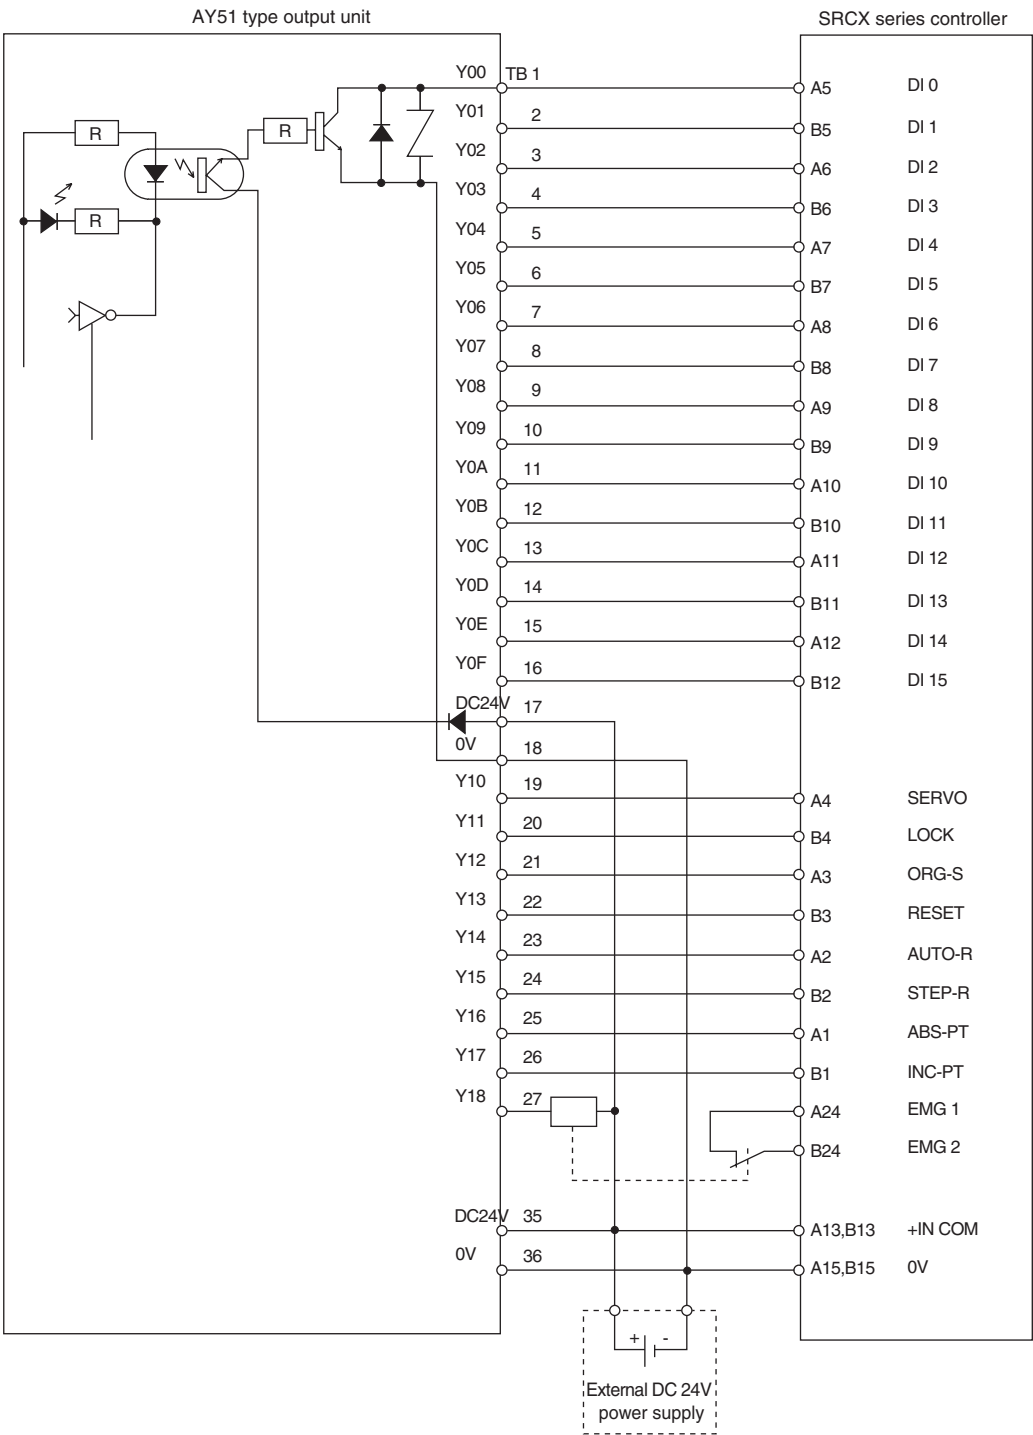 AY51 type output unit
SRCX series controller
Y00 TB 1 A5 DI 0
Y01 2 B5 DI 1
Y02 3 A6 DI 2
Y03 4 B6 DI 3
Y04 5 A7 DI 4
Y05 6 B7 DI 5
Y06 7 A8 DI 6
Y07 8 B8 DI 7
Y08 9 A9 DI 8
Y09 10 B9 DI 9
Y0A 11 A10 DI 10
Y0B 12 B10 DI 11
Y0C 13 A11 DI 12
Y0D 14 B11 DI 13
Y0E 15 A12 DI 14
Y0F 16 B12 DI 15
R
R
R
DC24V 17
0V 18
Y10 19 A4 SERVO
Y11 20 B4 LOCK
Y12 21 A3 ORG-S
Y13 22 B3 RESET
Y14 23 A2 AUTO-R
Y15 24 B2 STEP-R
Y16 25 A1 ABS-PT
Y17 26 B1 INC-PT
Y18 27 A24 EMG 1
B24 EMG 2
DC24V 35 A13,B13 +IN COM
0V 36 A15,B15 0V
+ -
External DC 24V
power supply